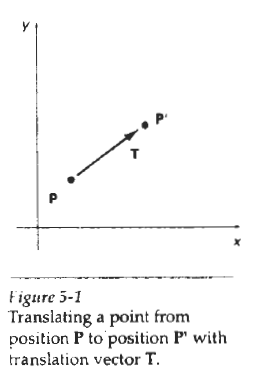 y
P'
T
P
x
Figure 5-1
Translating a point from
position P to position P' with
translation vector T.